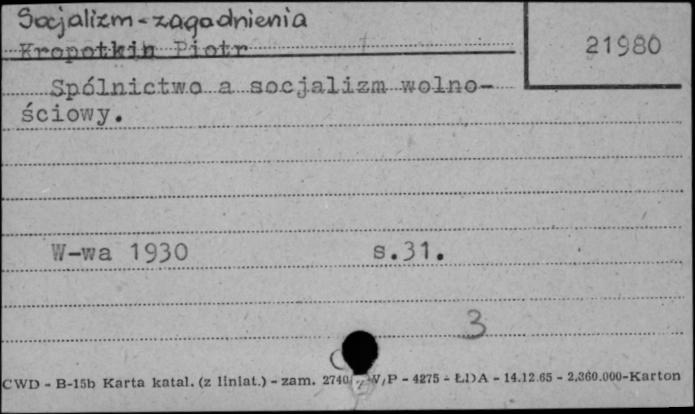 Socjalizm-zagadnienia
Kropotkin Piotr
21980
Spólnictwo a socjalizm wolno-
ściowy.
W-wa 1930 s.31.
3
CWD - B-15b Karta katal. (z liniat.) - zam. 2740 W/P - 4275 - ŁDA - 14.12.65 - 2,360.000-Karton